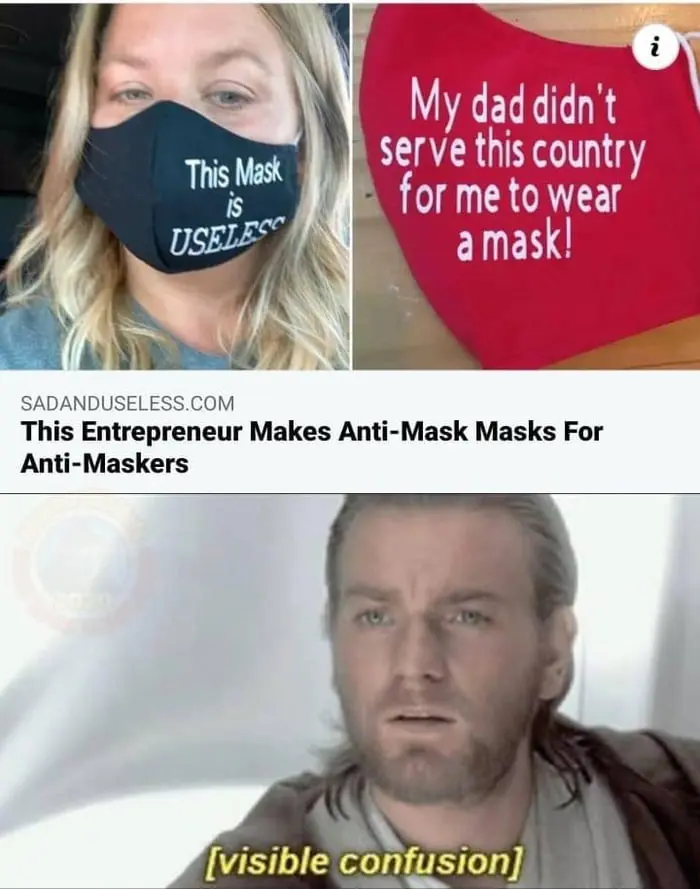 This Mask
is
USELESS
My dad didn't
serve this country
for me to wear
a mask!
i
SADANDUSELESS.COM
This Entrepreneur Makes Anti-Mask Masks For
Anti-Maskers
[visible confusion]